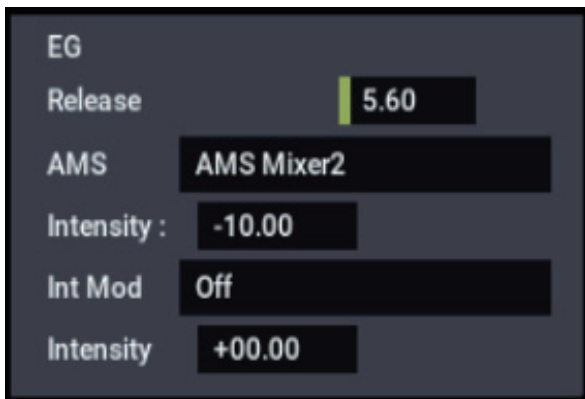 EG
Release 5.60
AMS AMS Mixer2
Intensity : -10.00
Int Mod Off
Intensity +00.00